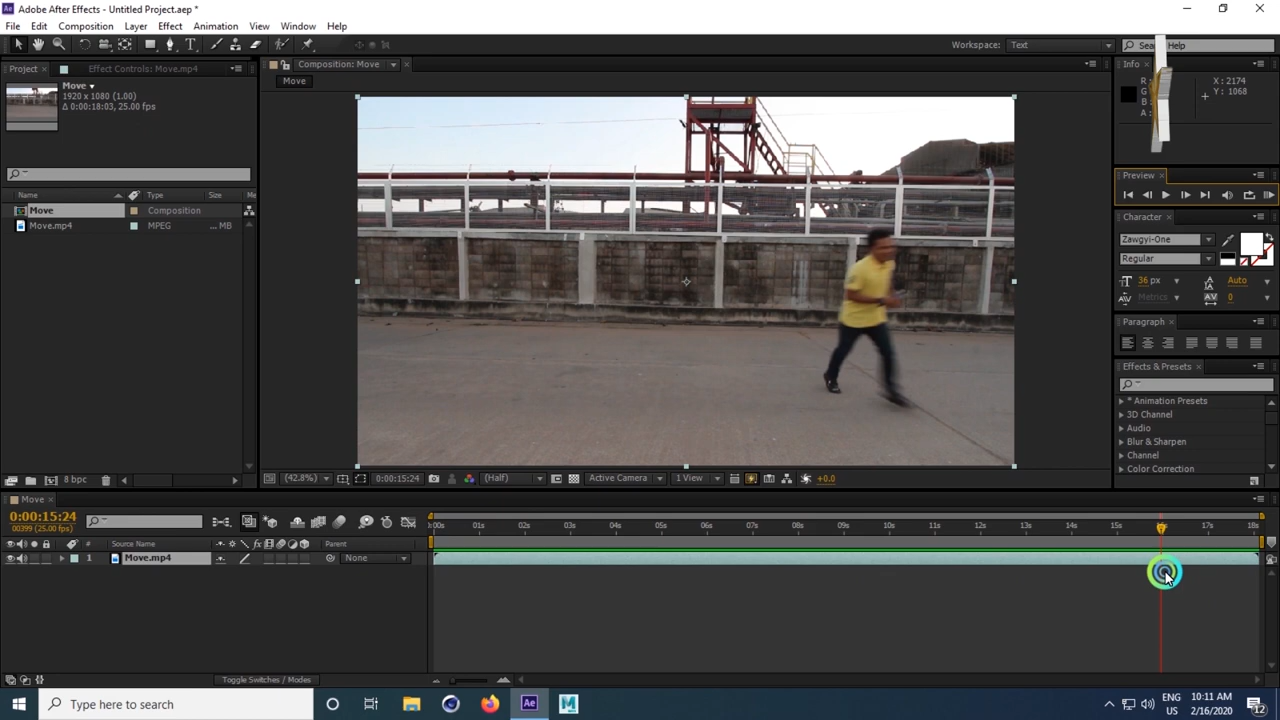 Adobe After Effects - Untitled Project.aep *
File Edit Composition Layer Effect Animation View Window Help
Workspace: Text Help
Project Effect Controls: Move.mp4
Composition: Move
Info
Move
1920 x 1080 (1.00)
Δ 0:00:18:03, 25.00 fps
Move
R
G
B
A
X : 2174
Y : 1068
Preview
Name Type Size
Move Composition
Move.mp4 MPEG ... MB
Character
Zawgyi-One
Regular
36 px Auto
Metrics 0
Paragraph
Effects & Presets
* Animation Presets
3D Channel
Audio
Blur & Sharpen
Channel
Color Correction
8 bpc
(42.8%) 0:00:15:24 (Half) Active Camera 1 View +0.0
Move
0:00:15:24
00399 (25.00 fps)
:00s 01s 02s 03s 04s 05s 06s 07s 08s 09s 10s 11s 12s 13s 14s 15s 17s 18s
# Source Name Parent
1 Move.mp4 None
Toggle Switches / Modes
Type here to search
Ae
M
ENG
US
10:11 AM
2/16/2020
12